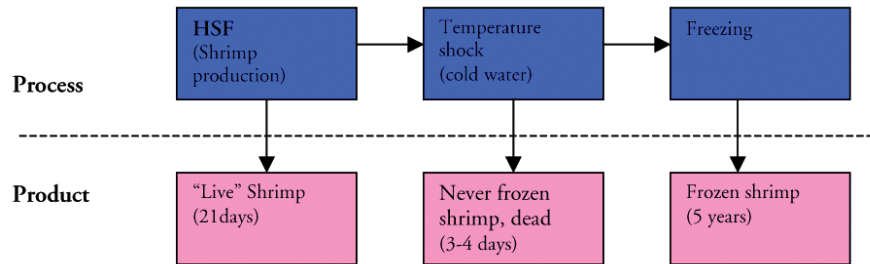 HSF
(Shrimp
production)
Temperature
shock
(cold water)
Freezing
Process
Product
“Live” Shrimp
(21days)
Never frozen
shrimp, dead
(3-4 days)
Frozen shrimp
(5 years)